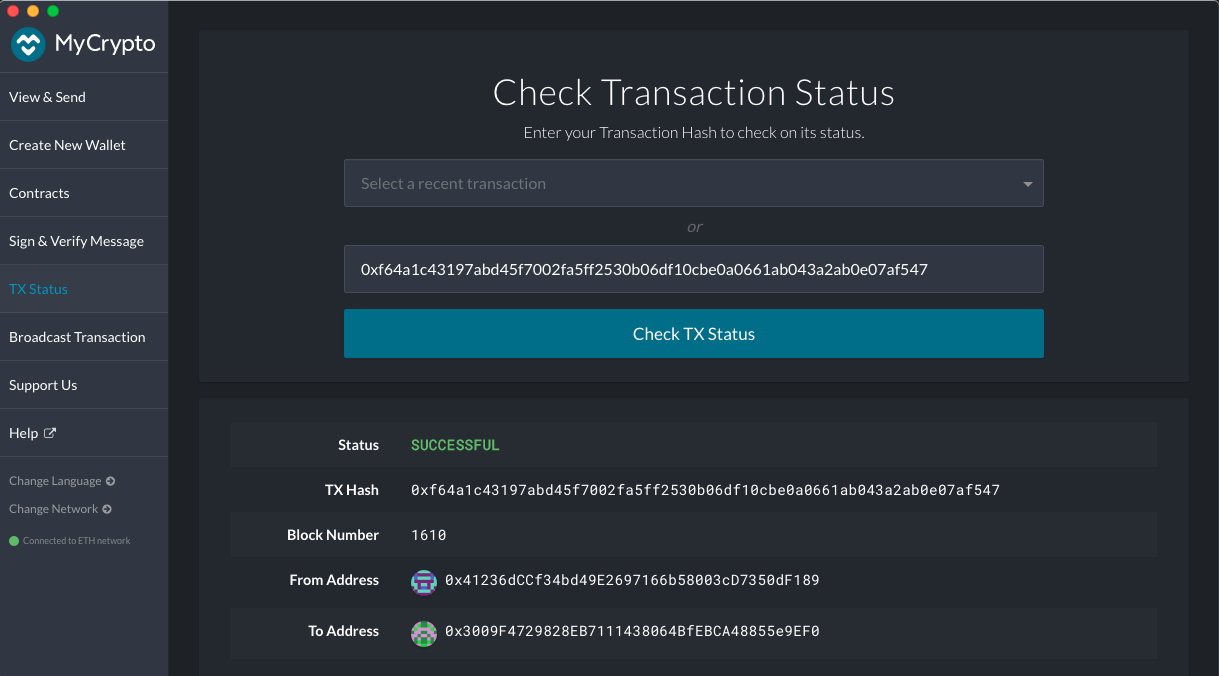 MyCrypto
View & Send
Create New Wallet
Contracts
Sign & Verify Message
TX Status
Broadcast Transaction
Support Us
Help
Change Language
Change Network
Connected to ETH network
Check Transaction Status
Enter your Transaction Hash to check on its status.
Select a recent transaction
or
0xf64a1c43197abd45f7002fa5ff2530b06df10cbe0a0661ab043a2ab0e07af547
Check TX Status
Status SUCCESSFUL
TX Hash 0xf64a1c43197abd45f7002fa5ff2530b06df10cbe0a0661ab043a2ab0e07af547
Block Number 1610
From Address 0x41236dCCf34bd49E2697166b58003cD7350dF189
To Address 0x3009F4729828EB7111438064BfEBCA48855e9EF0